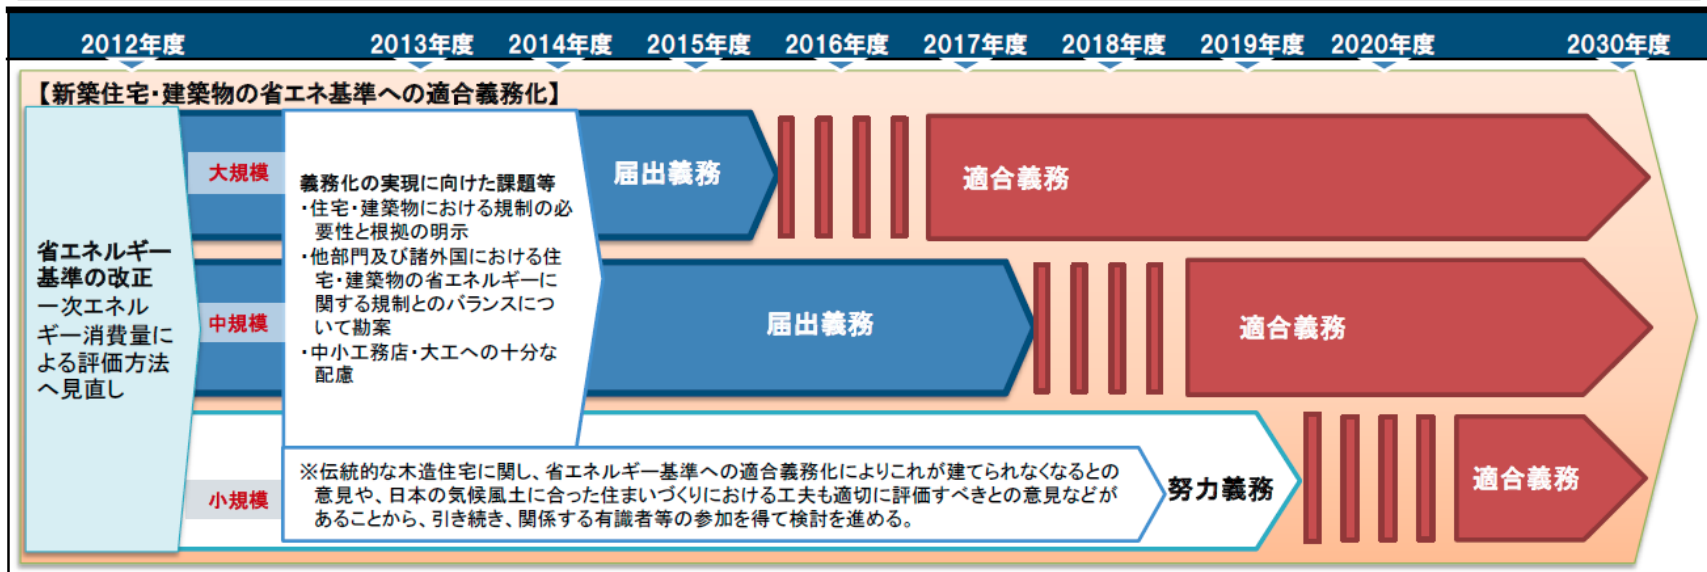 2012年度 2013年度 2014年度 2015年度 2016年度 2017年度 2018年度 2019年度 2020年度 2030年度
【新築住宅・建築物の省エネ基準への適合義務化】
省エネルギー
基準の改正
一次エネル
ギー消費量に
よる評価方法
へ見直し
大規模
中規模
小規模
義務化の実現に向けた課題等
・住宅・建築物における規制の必
要性と根拠の明示
・他部門及び諸外国における住
宅・建築物の省エネルギーに
関する規制とのバランスにつ
いて勘案
・中小工務店・大工への十分な
配慮
届出義務
適合義務
届出義務
適合義務
※伝統的な木造住宅に関し、省エネルギー基準への適合義務化によりこれが建てられなくなるとの
意見や、日本の気候風土に合った住まいづくりにおける工夫も適切に評価すべきとの意見などが
あることから、引き続き、関係する有識者等の参加を得て検討を進める。
努力義務
適合義務